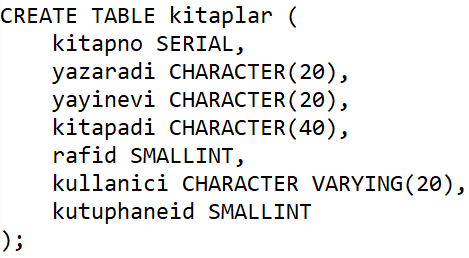 CREATE TABLE kitaplar (
    kitapno SERIAL,
    yazaradi CHARACTER(20),
    yayinevi CHARACTER(20),
    kitapadi CHARACTER(40),
    rafid SMALLINT,
    kullanici CHARACTER VARYING(20),
    kutuphaneid SMALLINT
);